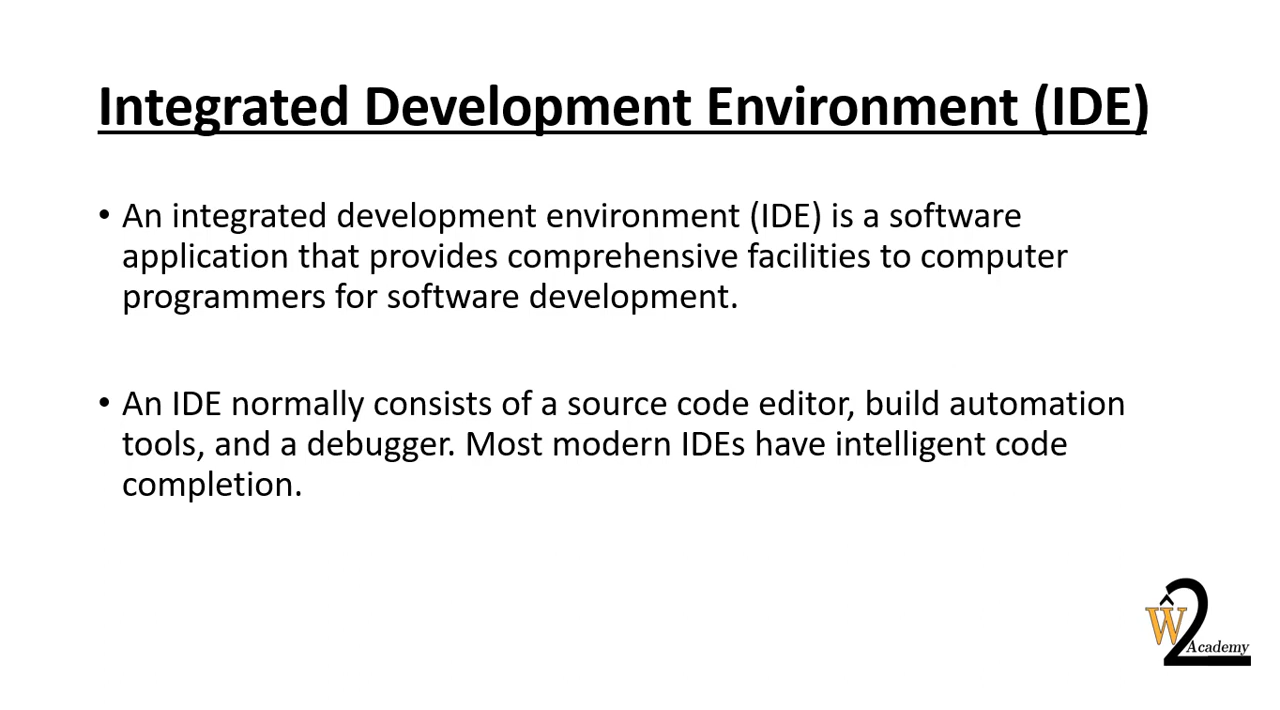 Integrated Development Environment (IDE)
• An integrated development environment (IDE) is a software
application that provides comprehensive facilities to computer
programmers for software development.
• An IDE normally consists of a source code editor, build automation
tools, and a debugger. Most modern IDEs have intelligent code
completion.
Ŵ2
Academy